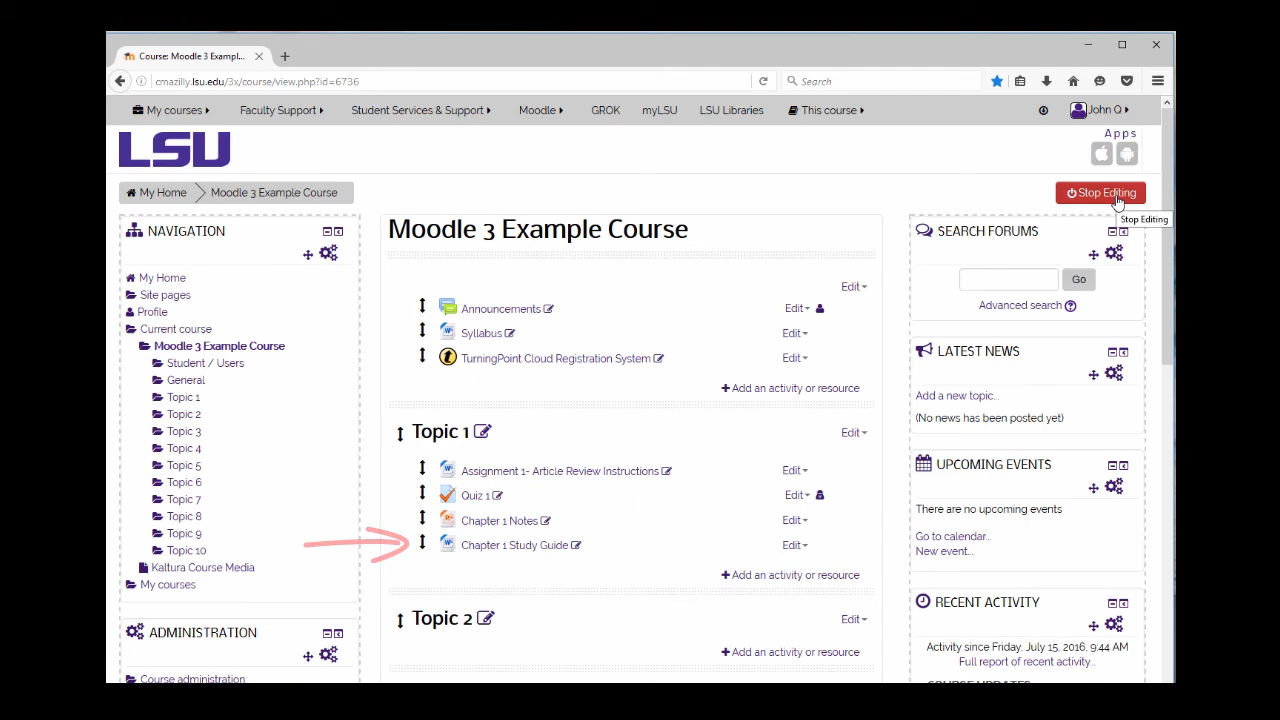 Course: Moodle 3 Exampl...
cmazilly.lsu.edu/3x/course/view.php?id=6736
Search
My courses
Faculty Support
Student Services & Support
Moodle
GROK
myLSU
LSU Libraries
This course
John Q
LSU
Apps
My Home
Moodle 3 Example Course
Stop Editing
Stop Editing
NAVIGATION
My Home
Site pages
Profile
Current course
Moodle 3 Example Course
Student / Users
General
Topic 1
Topic 2
Topic 3
Topic 4
Topic 5
Topic 6
Topic 7
Topic 8
Topic 9
Topic 10
Kaltura Course Media
My courses
ADMINISTRATION
Course administration
Moodle 3 Example Course
Edit
Announcements Edit
Syllabus Edit
TurningPoint Cloud Registration System Edit
Add an activity or resource
Topic 1 Edit
Assignment 1- Article Review Instructions Edit
Quiz 1 Edit
Chapter 1 Notes Edit
Chapter 1 Study Guide Edit
Add an activity or resource
Topic 2 Edit
Add an activity or resource
SEARCH FORUMS
Go
Advanced search
LATEST NEWS
Add a new topic...
(No news has been posted yet)
UPCOMING EVENTS
There are no upcoming events
Go to calendar...
New event...
RECENT ACTIVITY
Activity since Friday, July 15, 2016, 9:44 AM
Full report of recent activity...
COURSE UPDATES